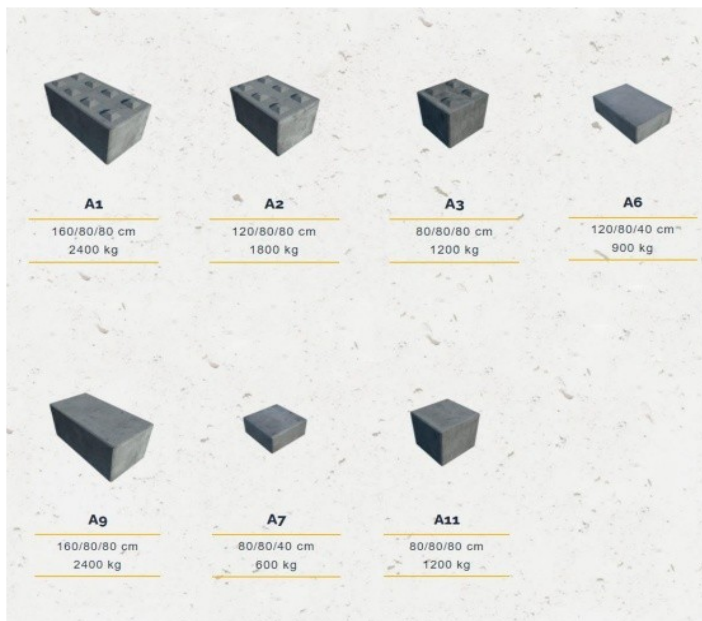 A1
160/80/80 cm
2400 kg
A2
120/80/80 cm
1800 kg
A3
80/80/80 cm
1200 kg
A6
120/80/40 cm
900 kg
A9
160/80/80 cm
2400 kg
A7
80/80/40 cm
600 kg
A11
80/80/80 cm
1200 kg